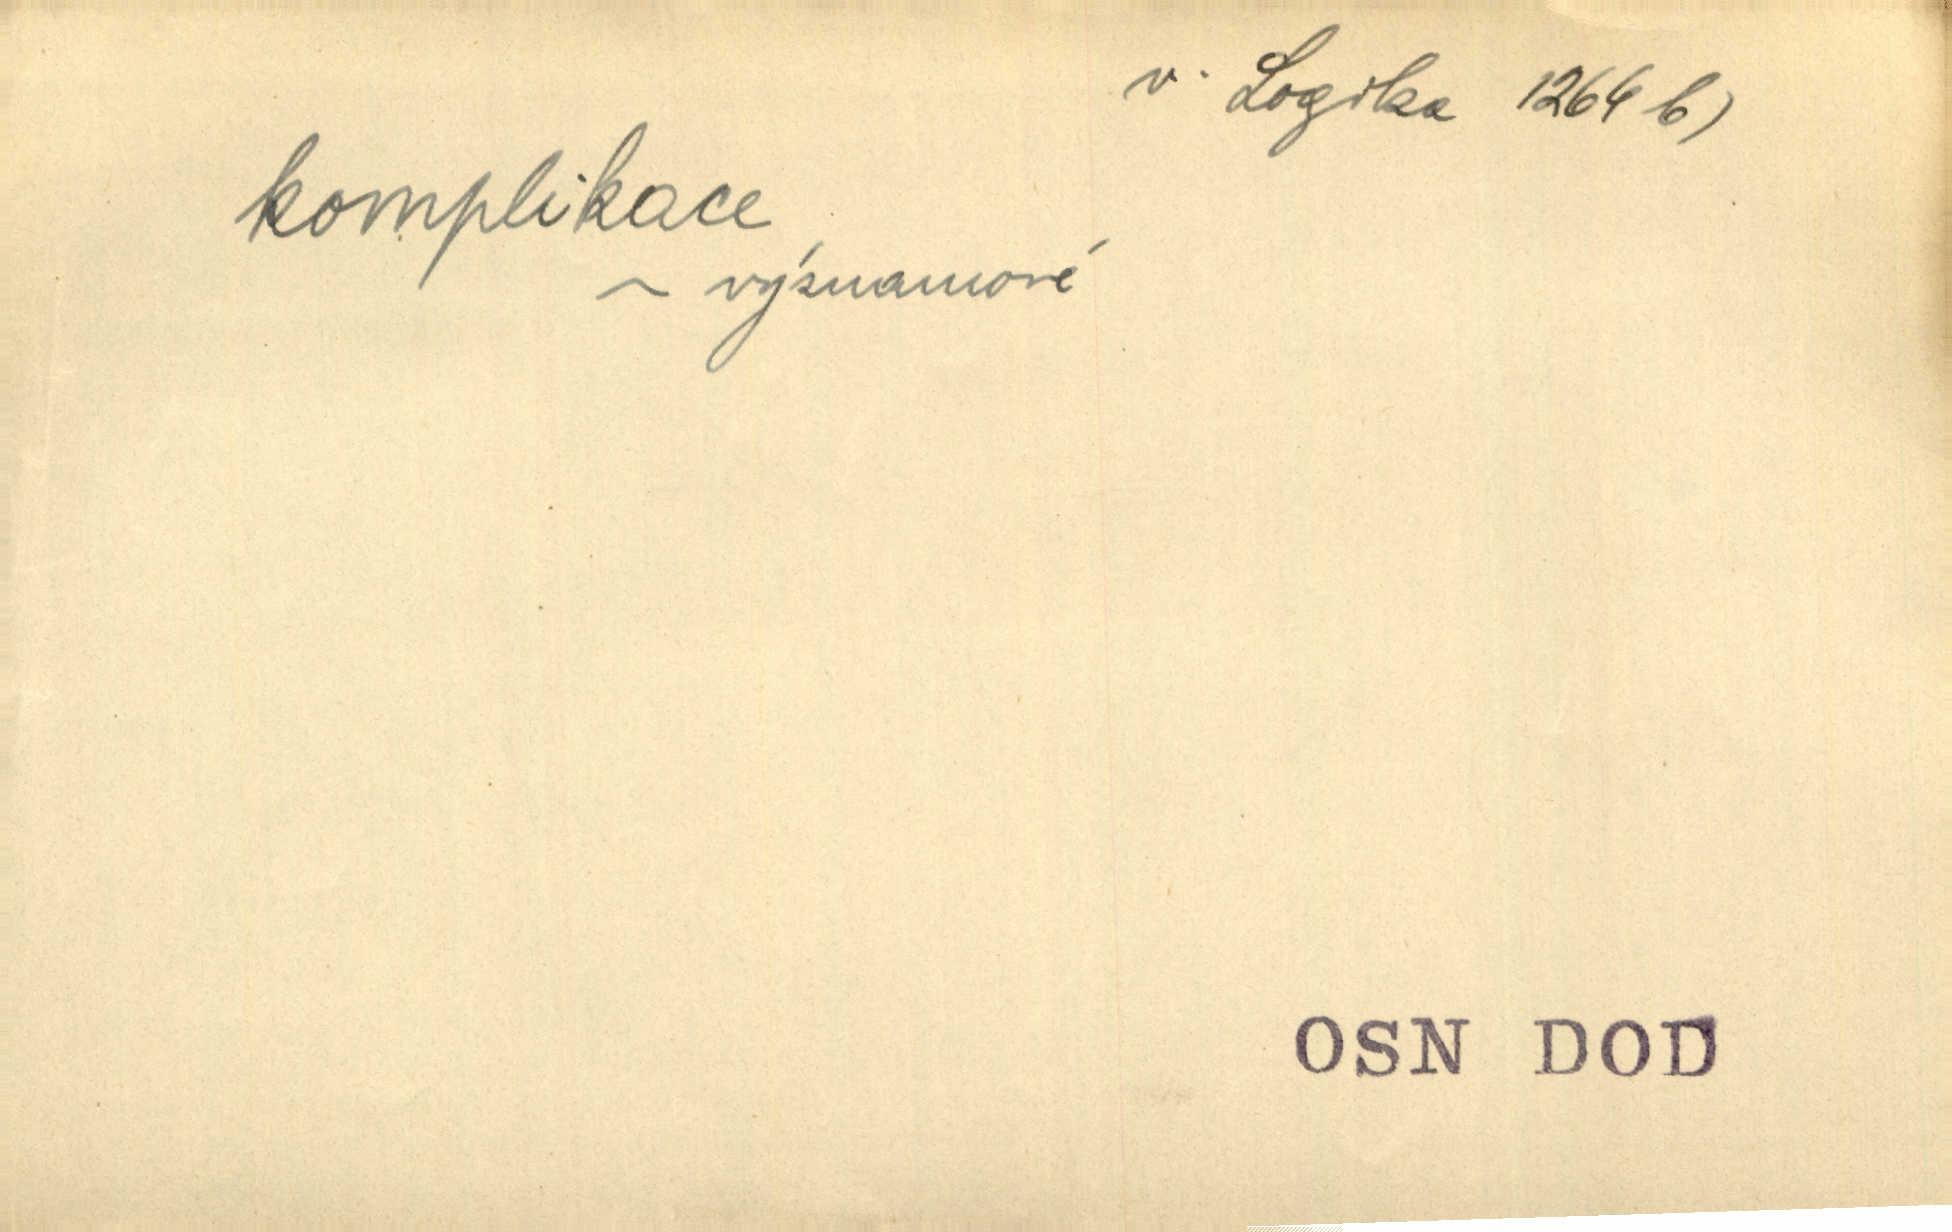 v. Logika 1264 b)
komplikace
~ významové
OSN DOD